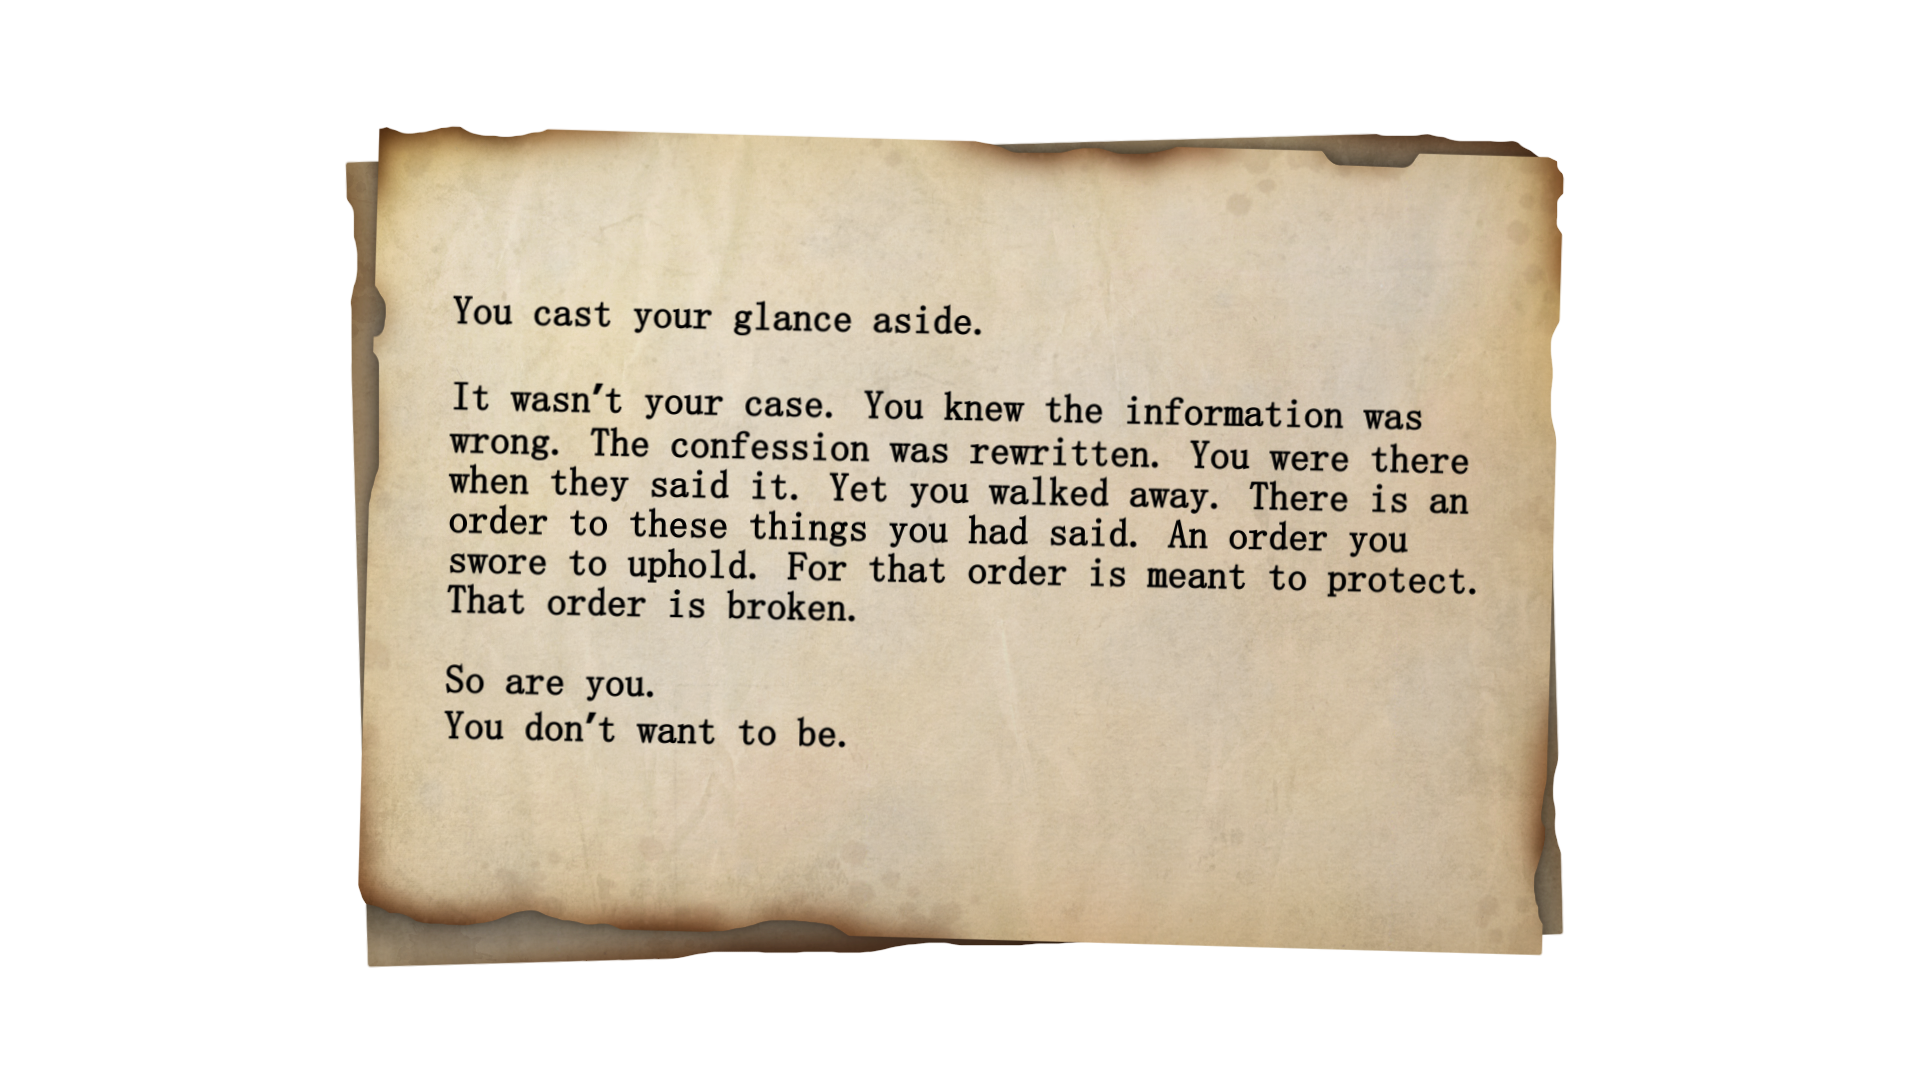 You cast your glance aside.
It wasn't your case. You knew the information was
wrong. The confession was rewritten. You were there
when they said it. Yet you walked away. There is an
order to these things you had said. An order you
swore to uphold. For that order is meant to protect.
That order is broken.
So are you.
You don't want to be.